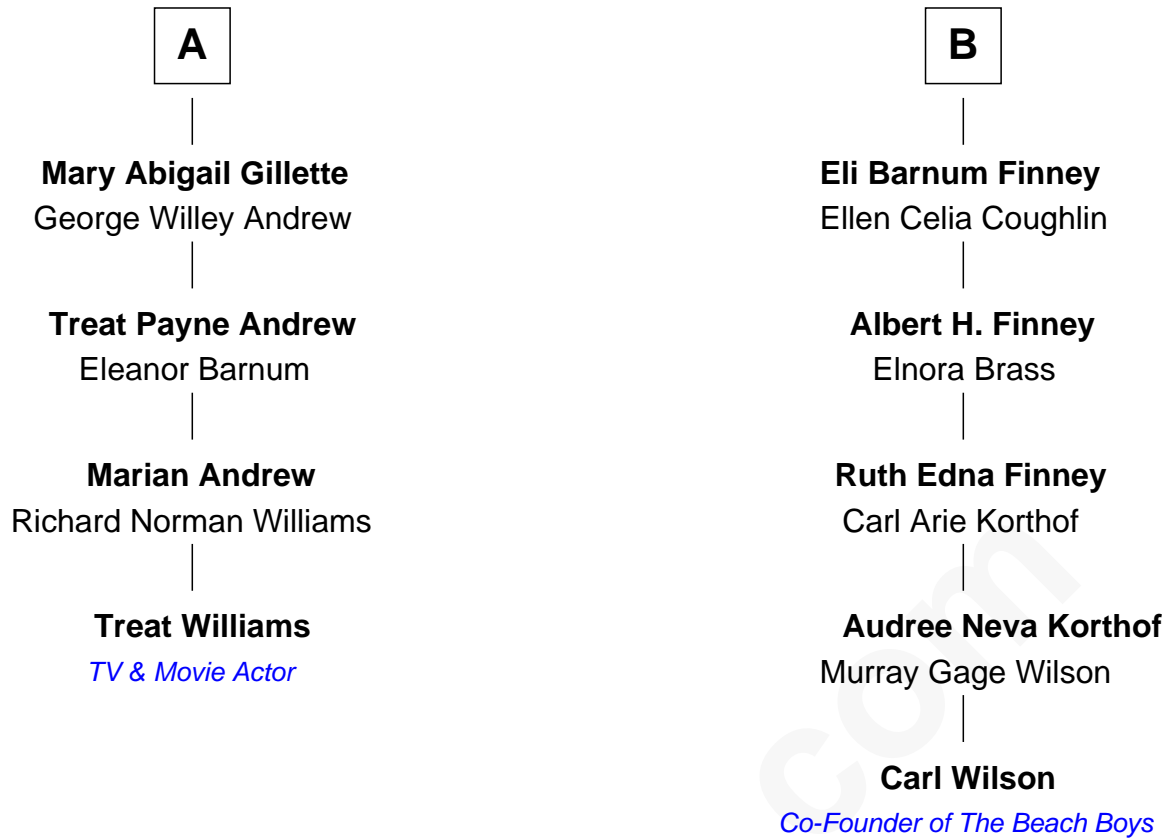 A
Mary Abigail Gillette
George Willey Andrew
Treat Payne Andrew
Eleanor Barnum
Marian Andrew
Richard Norman Williams
Treat Williams
TV & Movie Actor
B
Eli Barnum Finney
Ellen Celia Coughlin
Albert H. Finney
Elnora Brass
Ruth Edna Finney
Carl Arie Korthof
Audree Neva Korthof
Murray Gage Wilson
Carl Wilson
Co-Founder of The Beach Boys
com